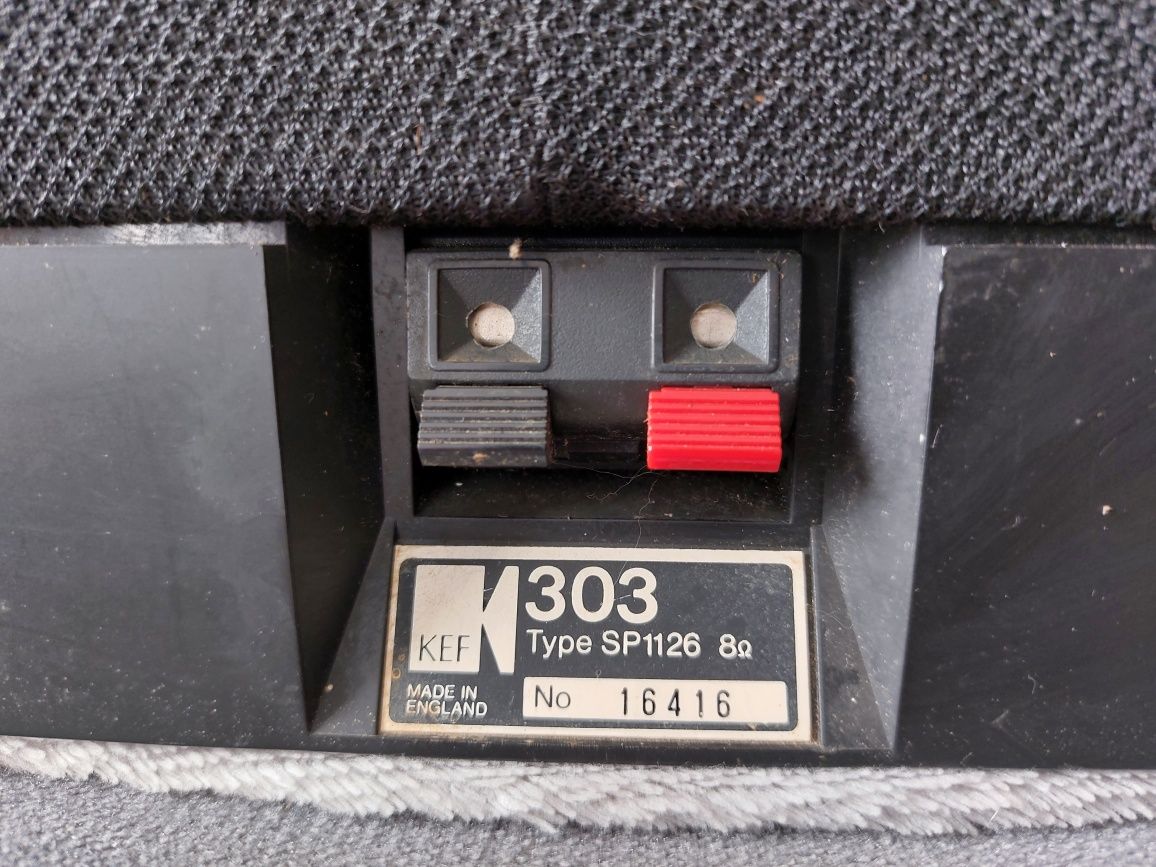 303
KEF
Type SP1126 8Ω
MADE IN
ENGLAND
No 16416